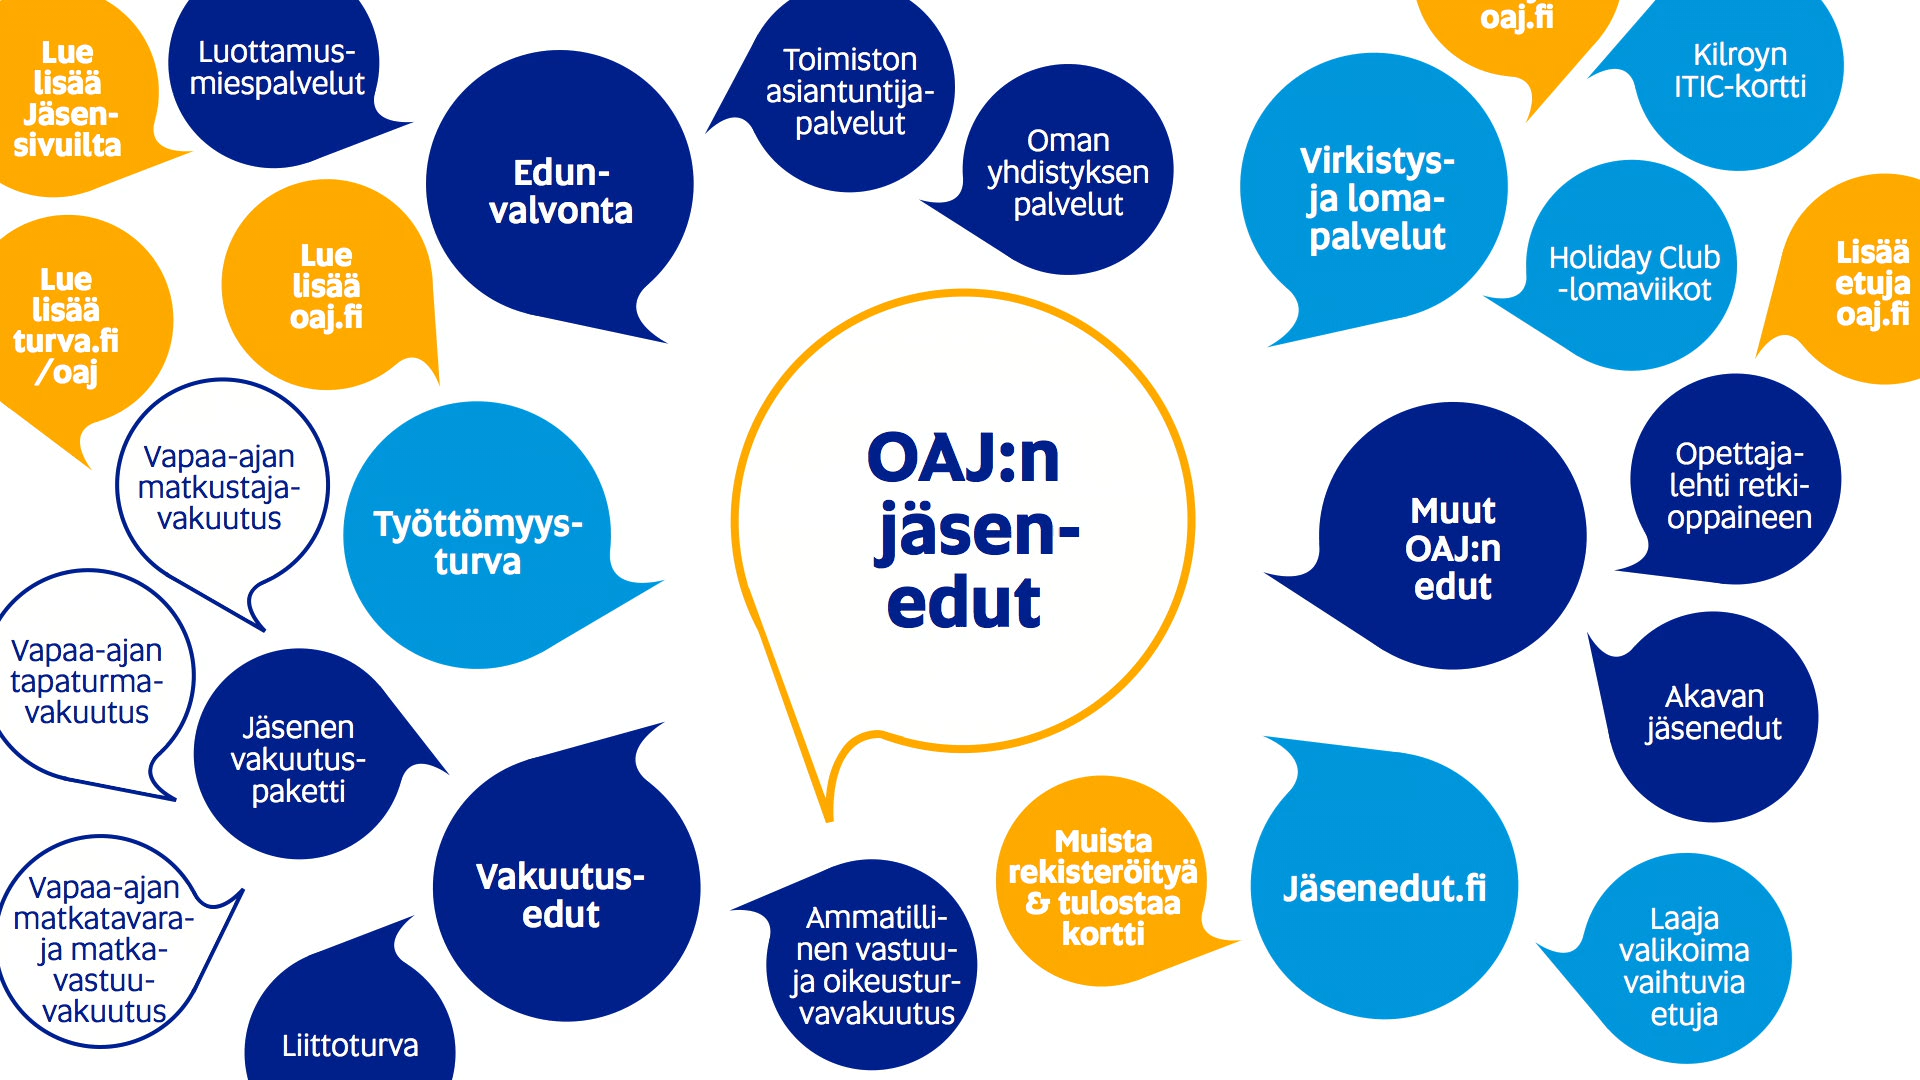 Lue
lisää
Jäsen-
sivuilta
Luottamus-
miespalvelut
Edun-
valvonta
Toimiston
asiantuntija-
palvelut
Oman
yhdistyksen
palvelut
Virkistys-
ja loma-
palvelut
oaj.fi
Kilroyn
ITIC-kortti
Holiday Club
-lomaviikot
Lisää
etuja
oaj.fi
Lue
lisää
turva.fi
/oaj
Lue
lisää
oaj.fi
Vapaa-ajan
matkustaja-
vakuutus
Työttömyys-
turva
OAJ:n
jäsen-
edut
Muut
OAJ:n
edut
Opettaja-
lehti retki-
oppaineen
Akavan
jäsenedut
Vapaa-ajan
tapaturma-
vakuutus
Jäsenen
vakuutus-
paketti
Vapaa-ajan
matkatavara-
ja matka-
vastuu-
vakuutus
Liittoturva
Vakuutus-
edut
Ammatilli-
nen vastuu-
ja oikeustur-
vavakuutus
Muista
rekisteröityä
& tulostaa
kortti
Jäsenedut.fi
Laaja
valikoima
vaihtuvia
etuja